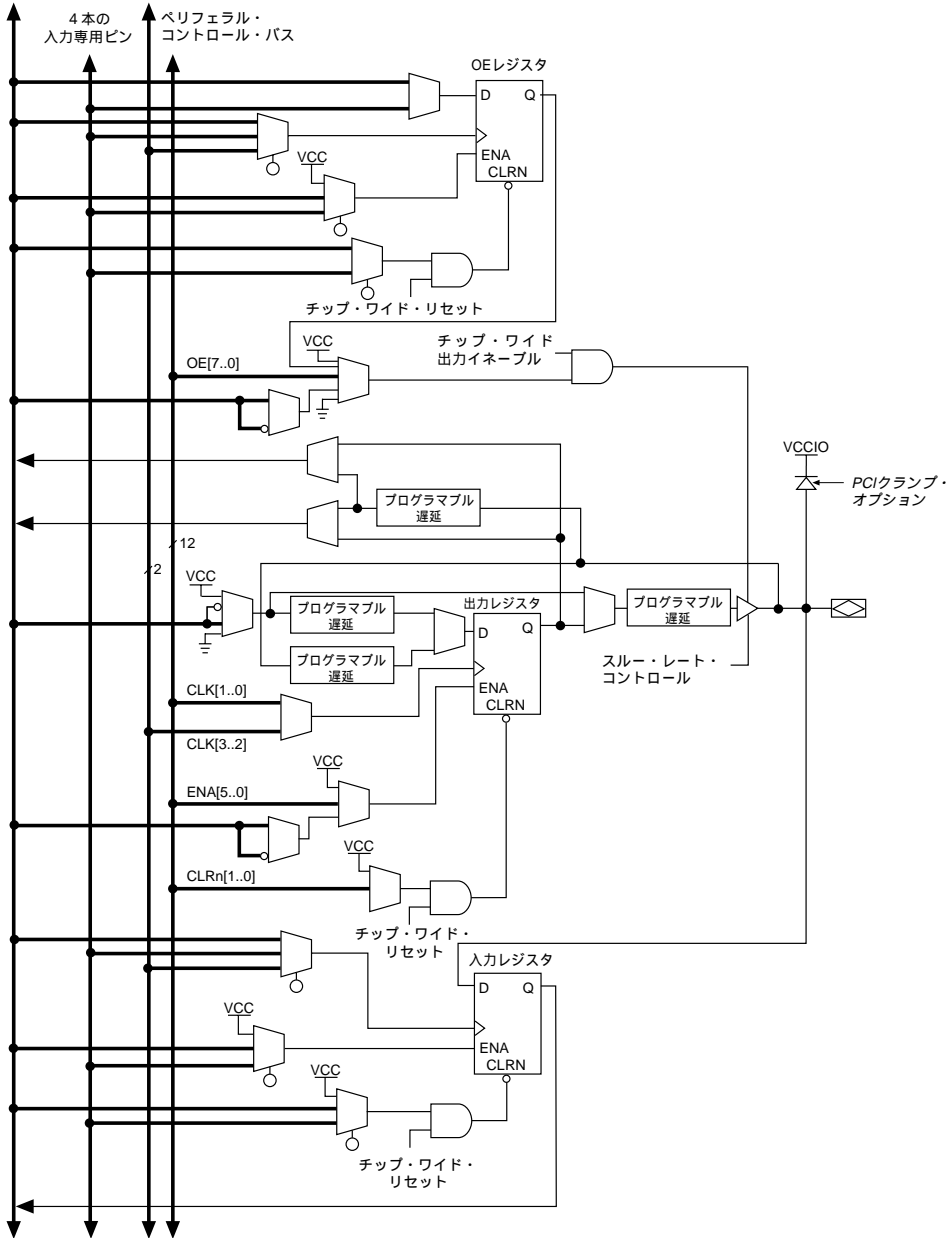 4本の
入力専用ピン
ペリフェラル・
コントロール・バス
OEレジスタ
D
Q
ENA
CLRN
VCC
チップ・ワイド・リセット
VCC
OE[7..0]
チップ・ワイド
出力イネーブル
VCCIO
PCIクランプ・
オプション
プログラマブル
遅延
12
2
VCC
プログラマブル
遅延
プログラマブル
遅延
出力レジスタ
D
Q
ENA
CLRN
プログラマブル
遅延
スルー・レート・
コントロール
CLK[1..0]
CLK[3..2]
VCC
ENA[5..0]
VCC
CLRn[1..0]
チップ・ワイド・
リセット
入力レジスタ
D
Q
ENA
CLRN
VCC
VCC
チップ・ワイド・
リセット